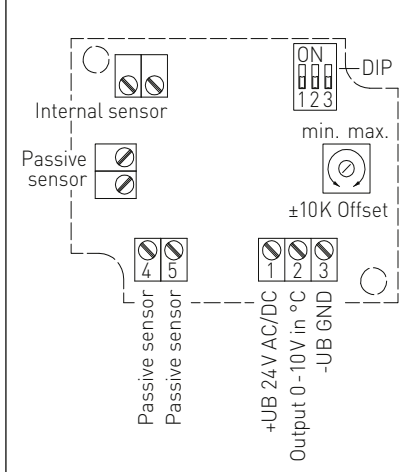 ON
DIP
1 2 3
Internal sensor
min. max.
Passive
sensor
±10K Offset
4 5
1 2 3
Passive sensor
Passive sensor
+UB 24 V AC/DC
Output 0-10V in °C
-UB GND